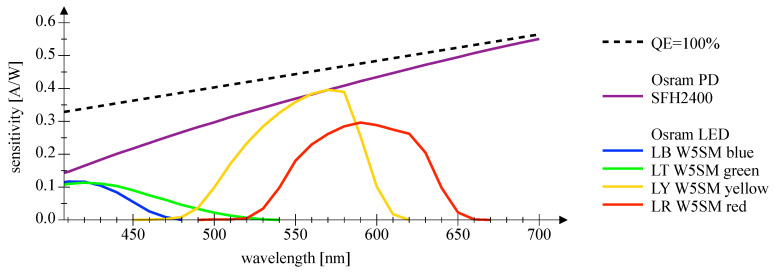 0.6
0.5
0.4
0.3
0.2
0.1
0.0
sensitivity [A/W]
450 500 550 600 650 700
wavelength [nm]
QE=100%
Osram PD
SFH2400
Osram LED
LB W5SM blue
LT W5SM green
LY W5SM yellow
LR W5SM red